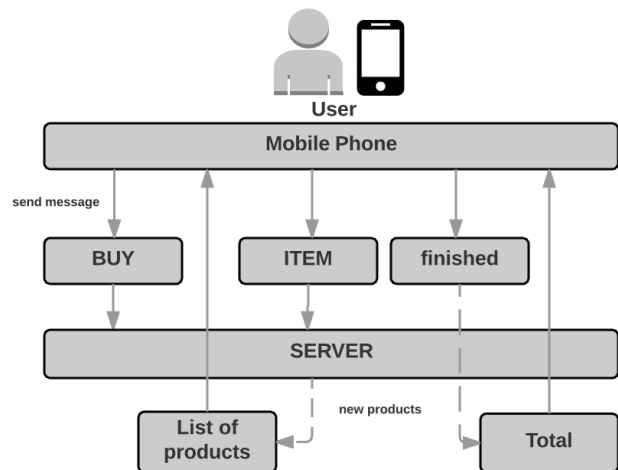 User
Mobile Phone
send message
BUY
ITEM
finished
SERVER
new products
List of
products
Total